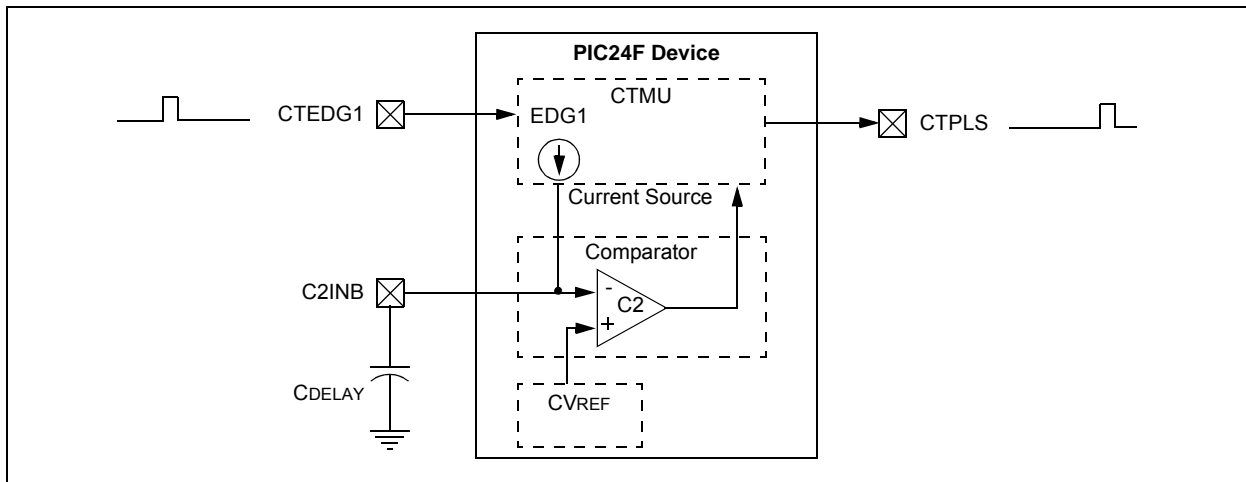 PIC24F Device
CTMU
CTEDG1
EDG1
CTPLS
Current Source
Comparator
C2INB
-
C2
+
CDELAY
CVREF